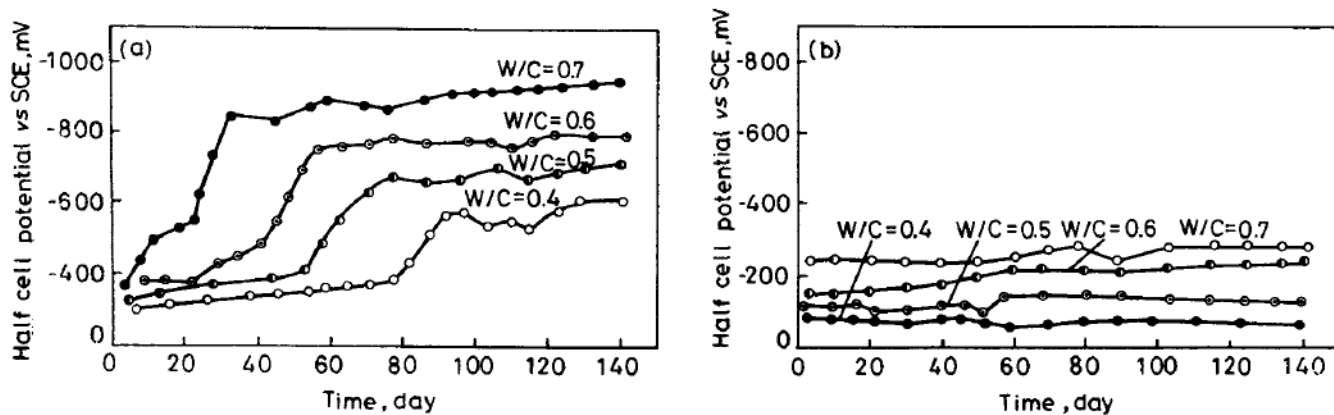 (a)
Half cell potential vs SCE, mV
-1000
-800
-600
-400
0
W/C=0.7
W/C=0.6
W/C=0.5
W/C=0.4
0 20 40 60 80 100 120 140
Time, day
(b)
Half cell potential vs SCE, mV
-800
-600
-400
-200
0
W/C=0.4 W/C=0.5 W/C=0.6 W/C=0.7
0 20 40 60 80 100 120 140
Time, day